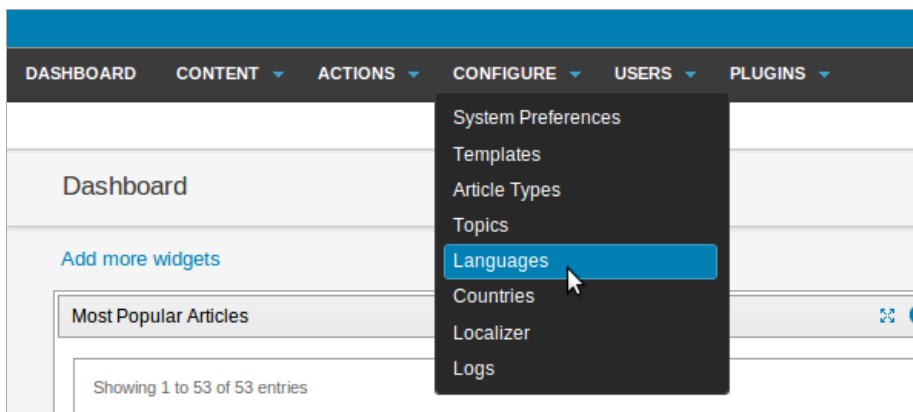 DASHBOARD CONTENT ACTIONS CONFIGURE USERS PLUGINS
System Preferences
Templates
Article Types
Topics
Languages
Countries
Localizer
Logs
Dashboard
Add more widgets
Most Popular Articles
Showing 1 to 53 of 53 entries